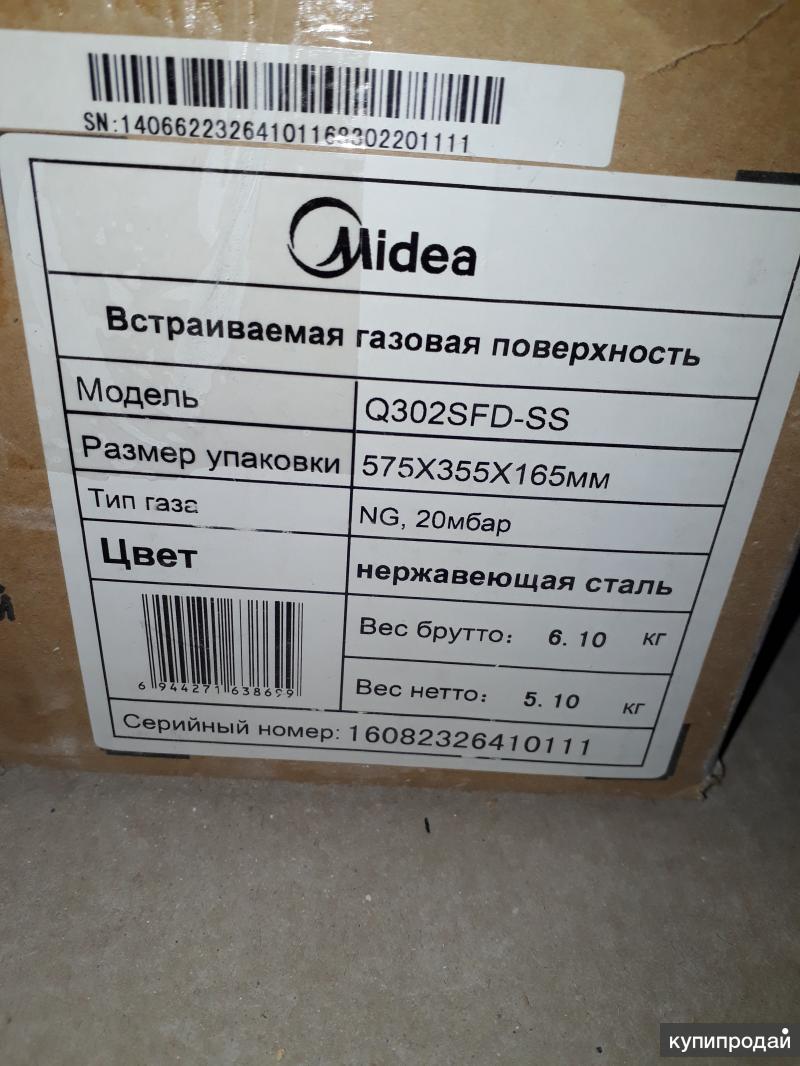 SN:14066223264101168302201111
Midea
Встраиваемая газовая поверхность
Модель Q302SFD-SS
Размер упаковки 575X355X165мм
Тип газа NG, 20мбар
Цвет нержавеющая сталь
Вес брутто: 6.10 кг
6 944271 638699
Вес нетто: 5.10 кг
Серийный номер: 16082326410111
й
купипродай